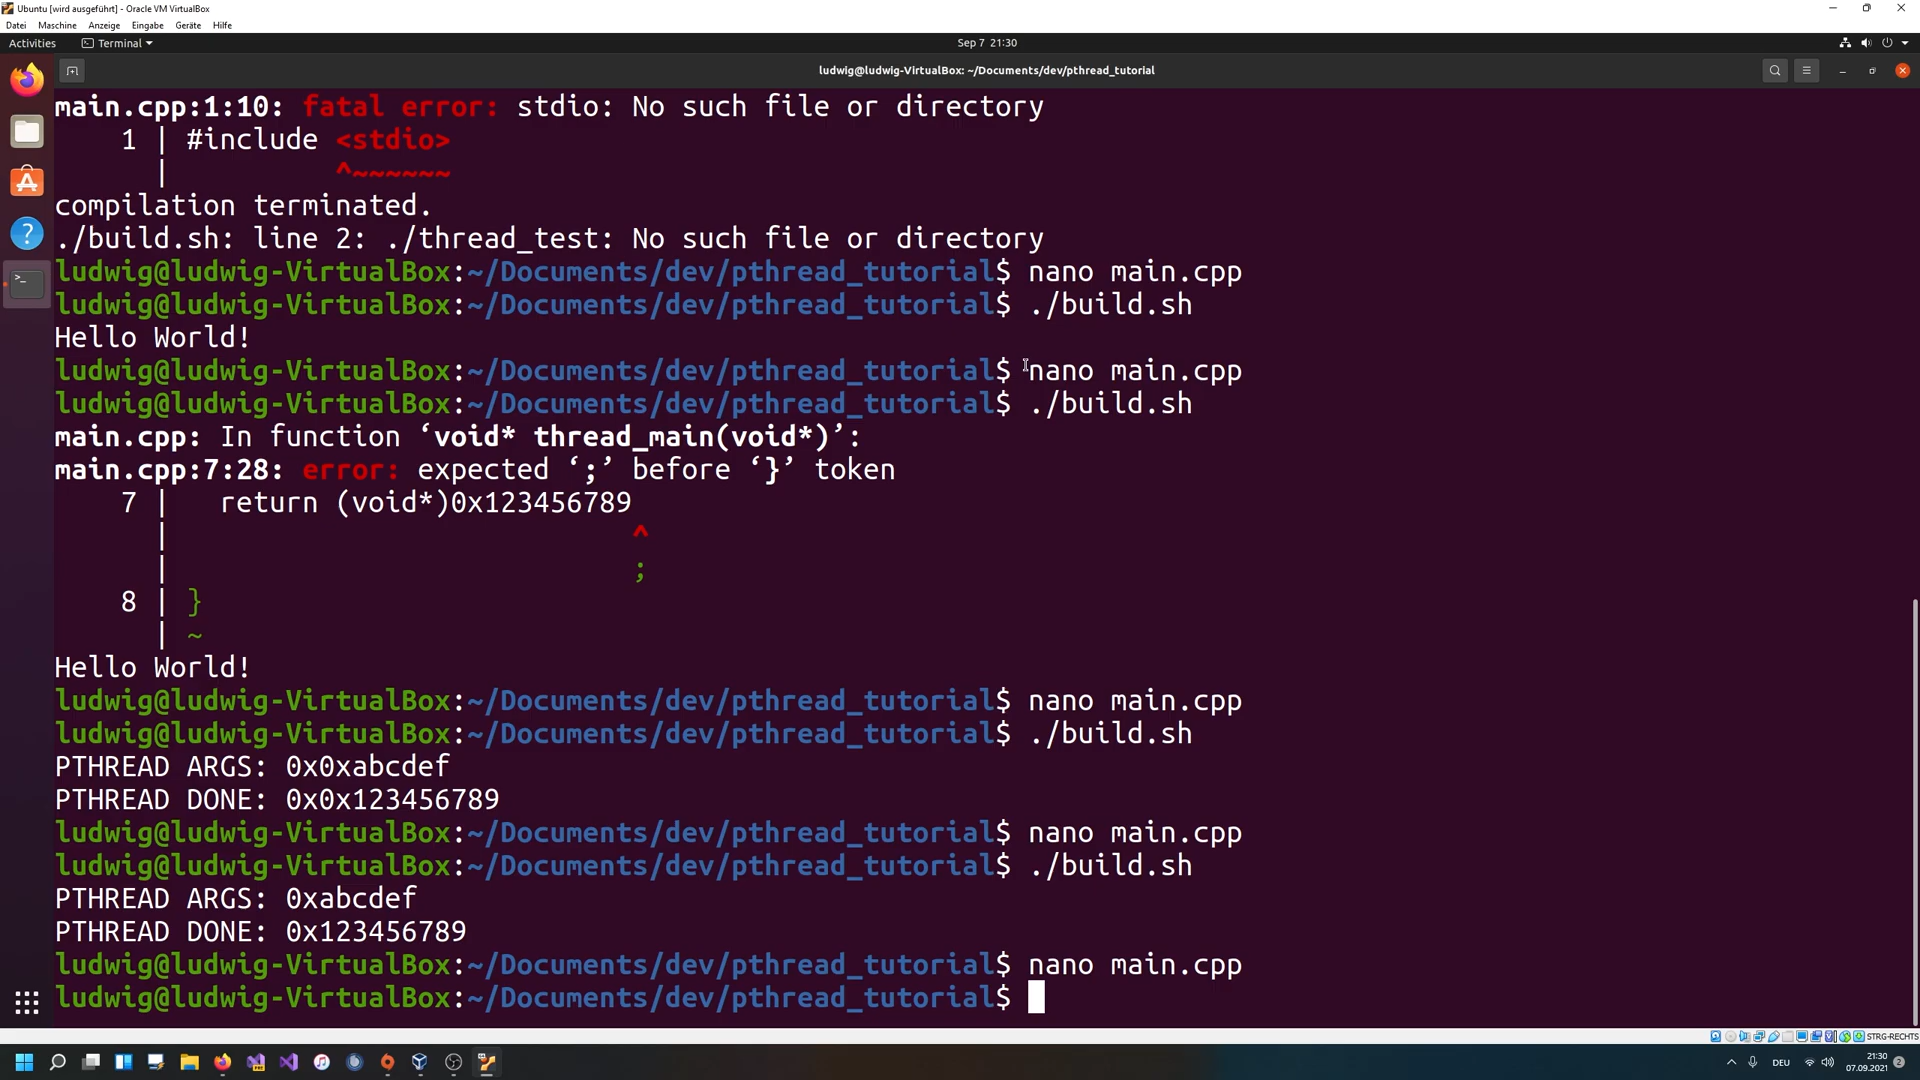 Ubuntu [wird ausgeführt] - Oracle VM VirtualBox
Datei Maschine Anzeige Eingabe Geräte Hilfe
Activities Terminal Sep 7 21:30
ludwig@ludwig-VirtualBox: ~/Documents/dev/pthread_tutorial
main.cpp:1:10: fatal error: stdio: No such file or directory
1 | #include <stdio>
| ^~~~~~~
compilation terminated.
./build.sh: line 2: ./thread_test: No such file or directory
ludwig@ludwig-VirtualBox:~/Documents/dev/pthread_tutorial$ nano main.cpp
ludwig@ludwig-VirtualBox:~/Documents/dev/pthread_tutorial$ ./build.sh
Hello World!
ludwig@ludwig-VirtualBox:~/Documents/dev/pthread_tutorial$ nano main.cpp
ludwig@ludwig-VirtualBox:~/Documents/dev/pthread_tutorial$ ./build.sh
main.cpp: In function ‘void* thread_main(void*)’:
main.cpp:7:28: error: expected ‘;’ before ‘}’ token
7 | return (void*)0x123456789
| ^
| ;
8 | }
| ~
Hello World!
ludwig@ludwig-VirtualBox:~/Documents/dev/pthread_tutorial$ nano main.cpp
ludwig@ludwig-VirtualBox:~/Documents/dev/pthread_tutorial$ ./build.sh
PTHREAD ARGS: 0x0xabcdef
PTHREAD DONE: 0x0x123456789
ludwig@ludwig-VirtualBox:~/Documents/dev/pthread_tutorial$ nano main.cpp
ludwig@ludwig-VirtualBox:~/Documents/dev/pthread_tutorial$ ./build.sh
PTHREAD ARGS: 0xabcdef
PTHREAD DONE: 0x123456789
ludwig@ludwig-VirtualBox:~/Documents/dev/pthread_tutorial$ nano main.cpp
ludwig@ludwig-VirtualBox:~/Documents/dev/pthread_tutorial$
STRG-RECHTS
DEU 21:30
07.09.2021